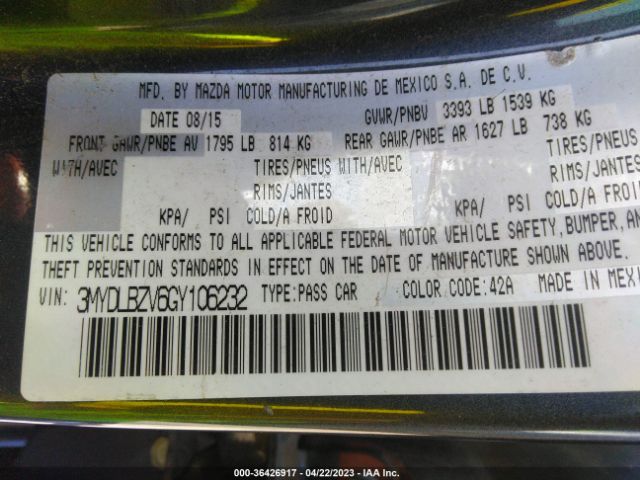 MFD. BY MAZDA MOTOR MANUFACTURING DE MEXICO S.A. DE C.V.
DATE 08/15 GVWR/PNBV 3393 LB 1539 KG
FRONT GAWR/PNBE AV 1795 LB 814 KG REAR GAWR/PNBE AR 1627 LB 738 KG
WITH/AVEC TIRES/PNEUS WITH/AVEC TIRES/PNEUS
RIMS/JANTES RIMS/JANTES
KPA/ PSI COLD/A FROID KPA/ PSI COLD/A FROID
THIS VEHICLE CONFORMS TO ALL APPLICABLE FEDERAL MOTOR VEHICLE SAFETY, BUMPER, AN
THEFT PREVENTION STANDARDS IN EFFECT ON THE DATE OF MANUFACTURE SHOWN ABOVE.
VIN: 3MYDLBZV6GY106232 TYPE:PASS CAR COLOR CODE:42A MADE IN MEXI
000-36426917 - 04/22/2023 - IAA Inc.